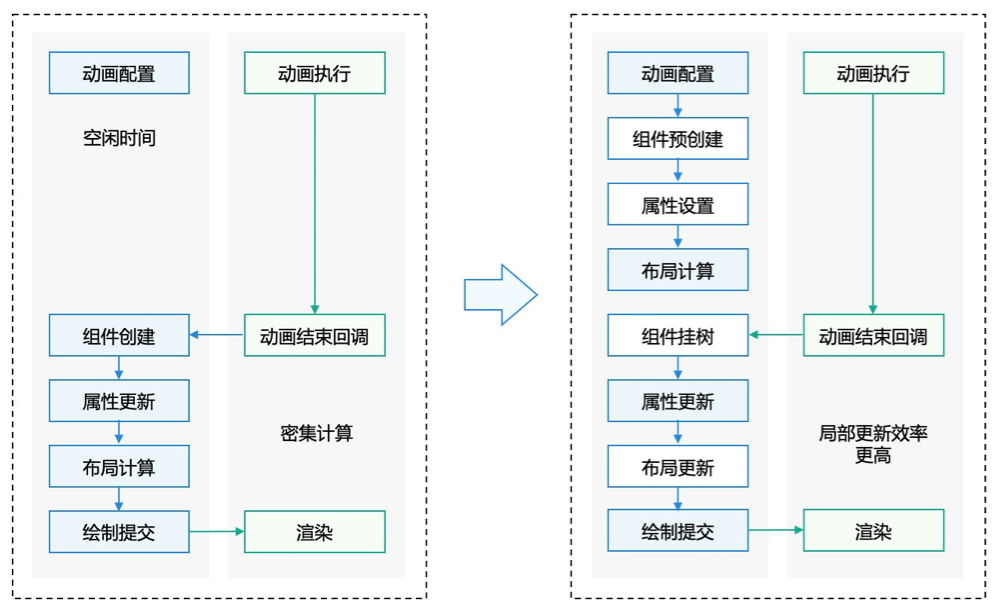 动画配置
动画执行
空闲时间
组件创建
动画结束回调
属性更新
密集计算
布局计算
绘制提交
渲染
动画配置
动画执行
组件预创建
属性设置
布局计算
组件挂树
动画结束回调
属性更新
局部更新效率
更高
布局更新
绘制提交
渲染